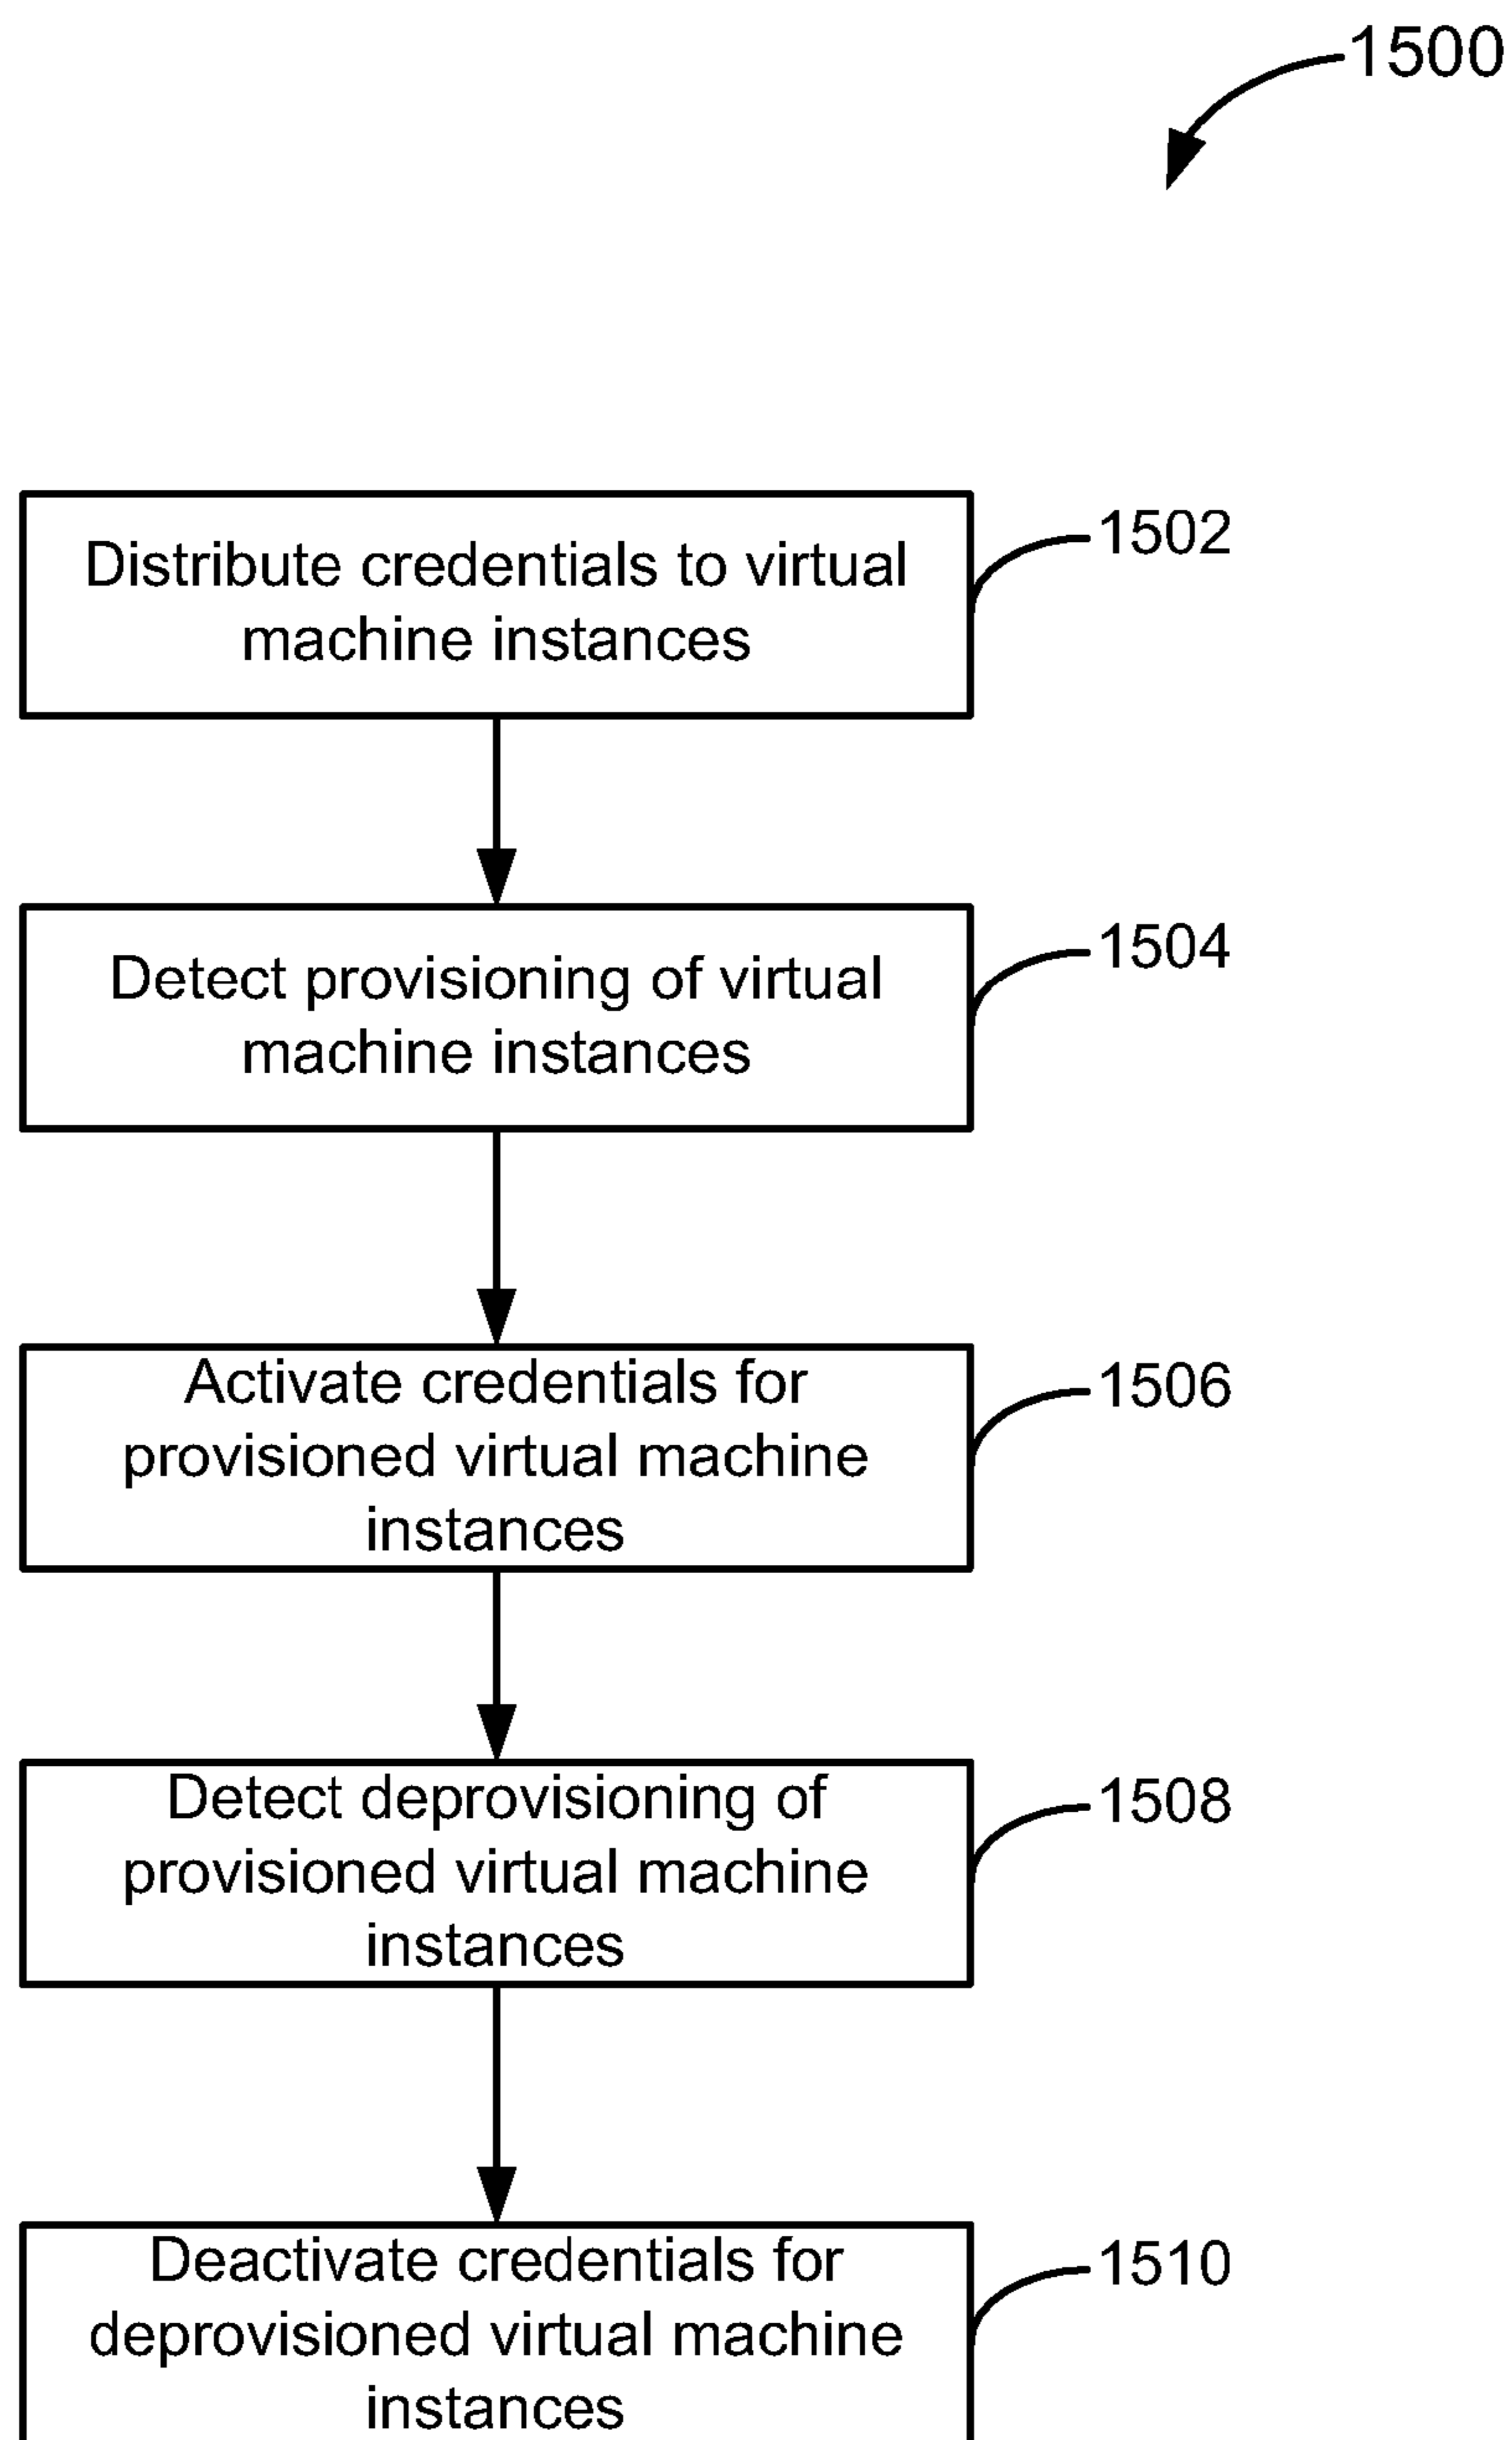 1500
Distribute credentials to virtual
machine instances
1502
Detect provisioning of virtual
machine instances
1504
Activate credentials for
provisioned virtual machine
instances
1506
Detect deprovisioning of
provisioned virtual machine
instances
1508
Deactivate credentials for
deprovisioned virtual machine
instances
1510